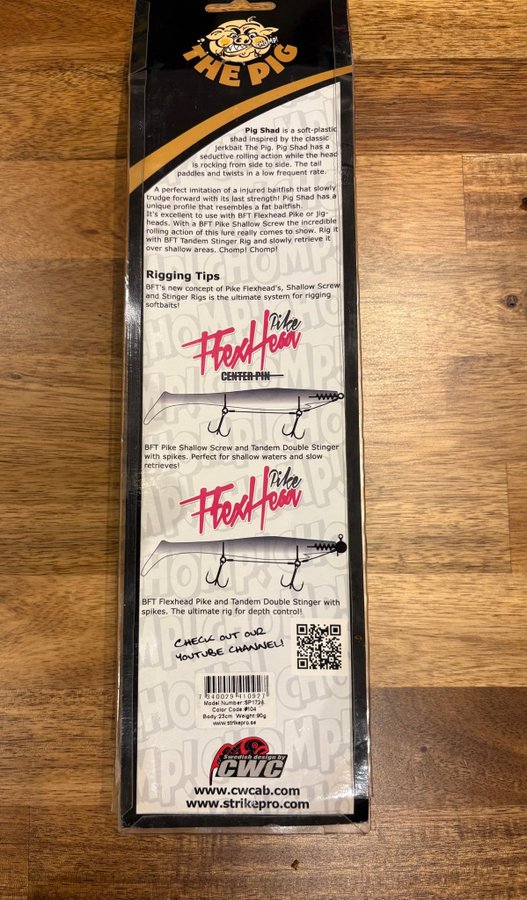 CHOMP!
THE PIG
Pig Shad is a soft-plastic
shad inspired by the classic
jerkbait The Pig. Pig Shad has a
seductive rolling action while the head
is rocking from side to side. The tail
paddles and twists in a low frequent rate.
A perfect imitation of a injured baitfish that slowly
trudge forward with its last strength! Pig Shad has a
unique profile that resembles a fat baitfish.
It's excellent to use with BFT Flexhead Pike or jig-
heads. With a BFT Pike Shallow Screw the incredible
rolling action of this lure really comes to show. Rig it
with BFT Tandem Stinger Rig and slowly retrieve it
over shallow areas. Chomp! Chomp!
Rigging Tips
BFT's new concept of Pike Flexhead's, Shallow Screw
and Stinger Rigs is the ultimate system for rigging
softbaits!
Pike
FlexHead
CENTER PIN
BFT Pike Shallow Screw and Tandem Double Stinger
with spikes. Perfect for shallow waters and slow
retrieves!
Pike
FlexHead
BFT Flexhead Pike and Tandem Double Stinger with
spikes. The ultimate rig for depth control!
CHECK OUT OUR
YOUTUBE CHANNEL!
7 340029 410927
Model Number:SP172B
Color Code:#104
Body:23cm Weight:90g
www.strikepro.se
Swedish design by
CWC
www.cwcab.com
www.strikepro.com